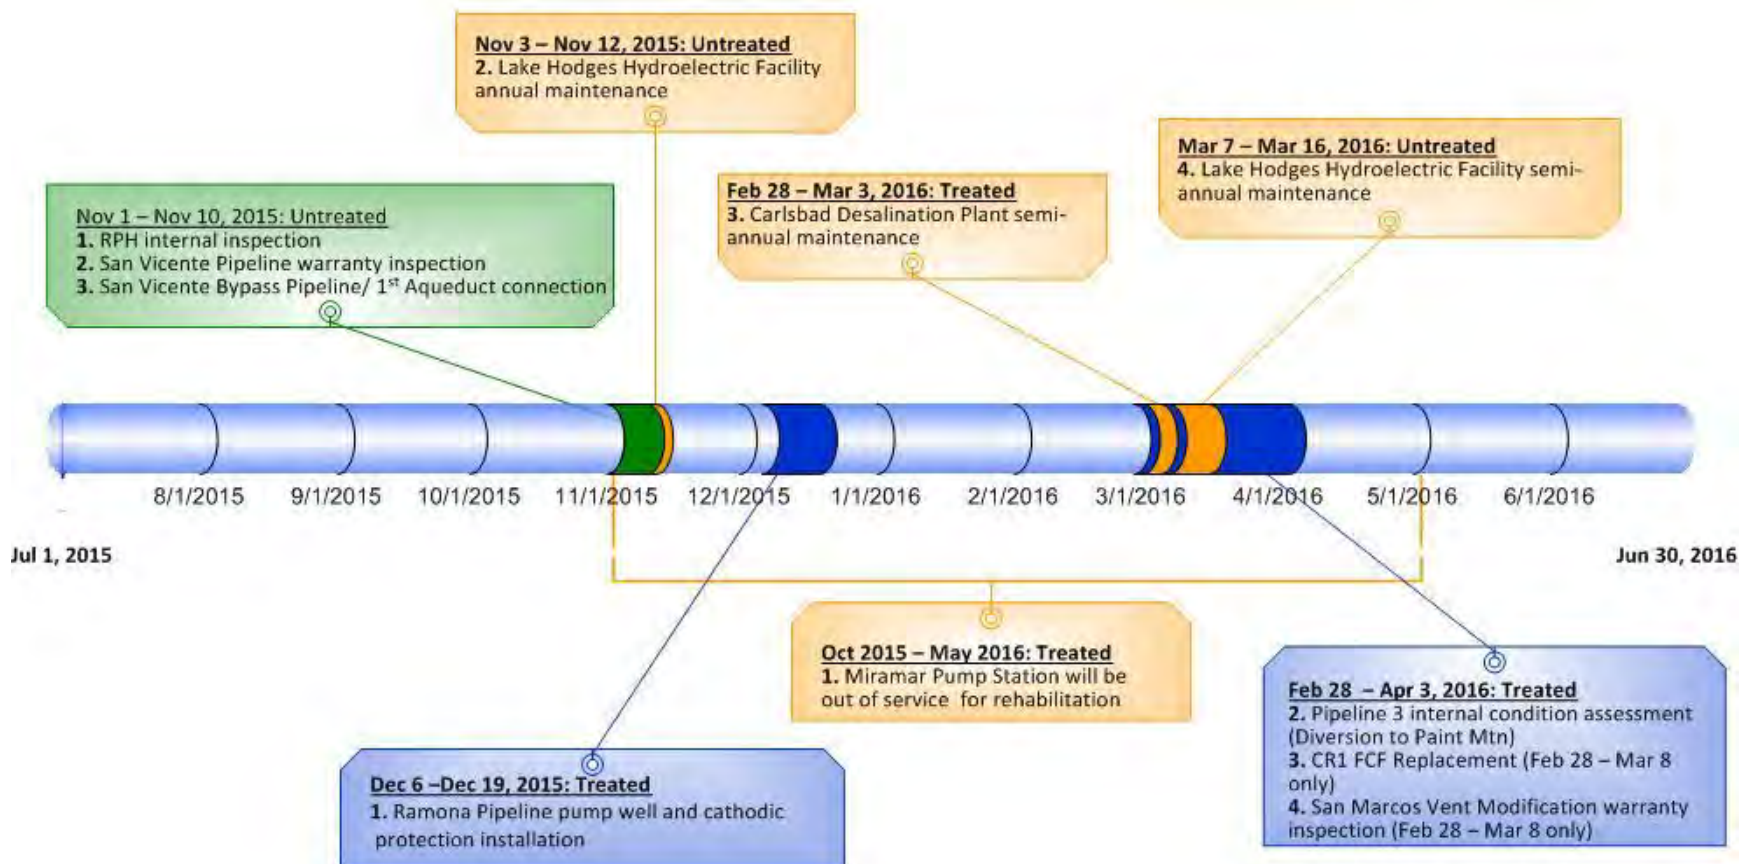 Nov 3 – Nov 12, 2015: Untreated
2. Lake Hodges Hydroelectric Facility
annual maintenance
Mar 7 – Mar 16, 2016: Untreated
4. Lake Hodges Hydroelectric Facility semi-
annual maintenance
Feb 28 – Mar 3, 2016: Treated
3. Carlsbad Desalination Plant semi-
annual maintenance
Nov 1 – Nov 10, 2015: Untreated
1. RPH internal inspection
2. San Vicente Pipeline warranty inspection
3. San Vicente Bypass Pipeline/ 1st Aqueduct connection
8/1/2015 9/1/2015 10/1/2015 11/1/2015 12/1/2015 1/1/2016 2/1/2016 3/1/2016 4/1/2016 5/1/2016 6/1/2016
Jul 1, 2015
Jun 30, 2016
Oct 2015 – May 2016: Treated
1. Miramar Pump Station will be
out of service for rehabilitation
Feb 28 – Apr 3, 2016: Treated
2. Pipeline 3 internal condition assessment
(Diversion to Paint Mtn)
3. CR1 FCF Replacement (Feb 28 – Mar 8
only)
4. San Marcos Vent Modification warranty
inspection (Feb 28 – Mar 8 only)
Dec 6 –Dec 19, 2015: Treated
1. Ramona Pipeline pump well and cathodic
protection installation